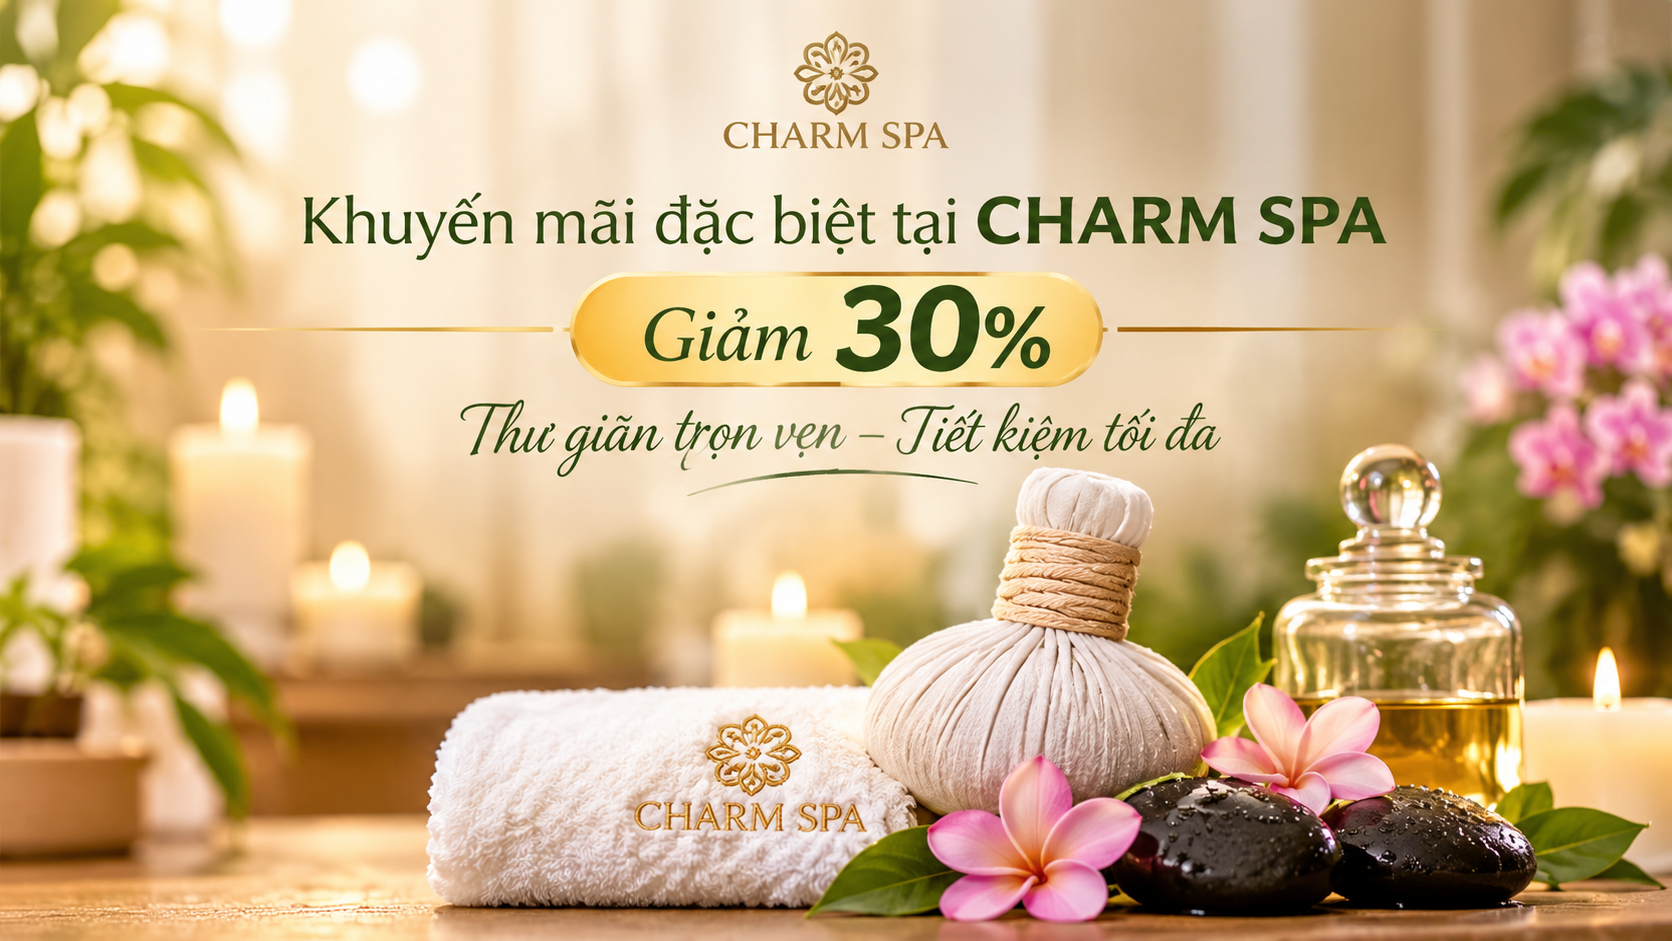 CHARM SPA
Khuyến mãi đặc biệt tại CHARM SPA
Giảm 30%
Thư giãn trọn vẹn – Tiết kiệm tối đa
CHARM SPA